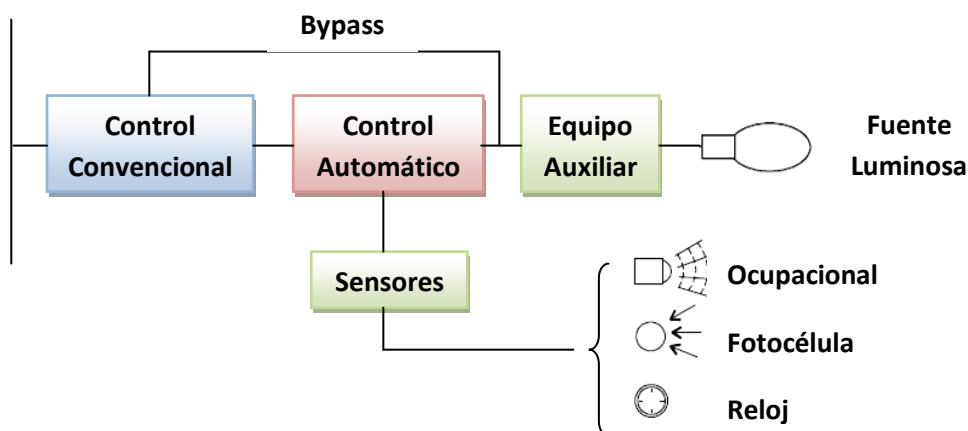 Bypass
Control
Convencional
Control
Automático
Equipo
Auxiliar
Fuente
Luminosa
Sensores
Ocupacional
Fotocélula
Reloj